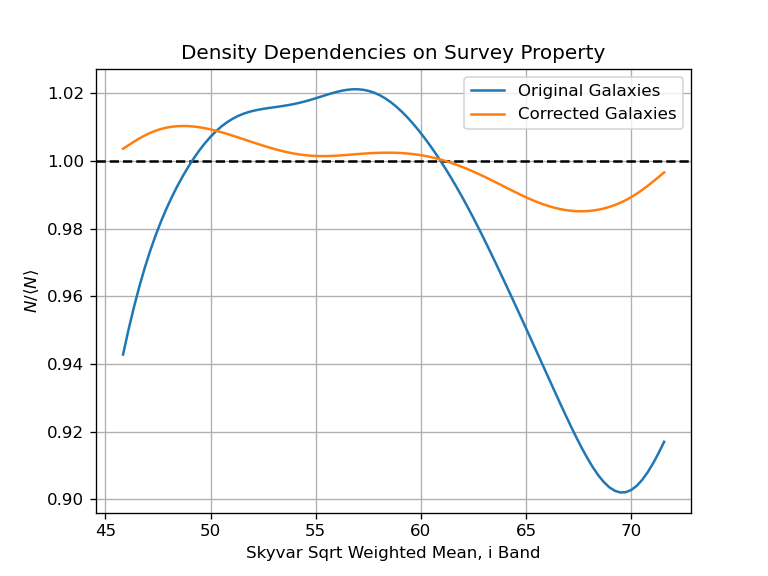 Density Dependencies on Survey Property
Original Galaxies
Corrected Galaxies
1.02
1.00
0.98
0.96
0.94
0.92
0.90
N/⟨N⟩
45 50 55 60 65 70
Skyvar Sqrt Weighted Mean, i Band